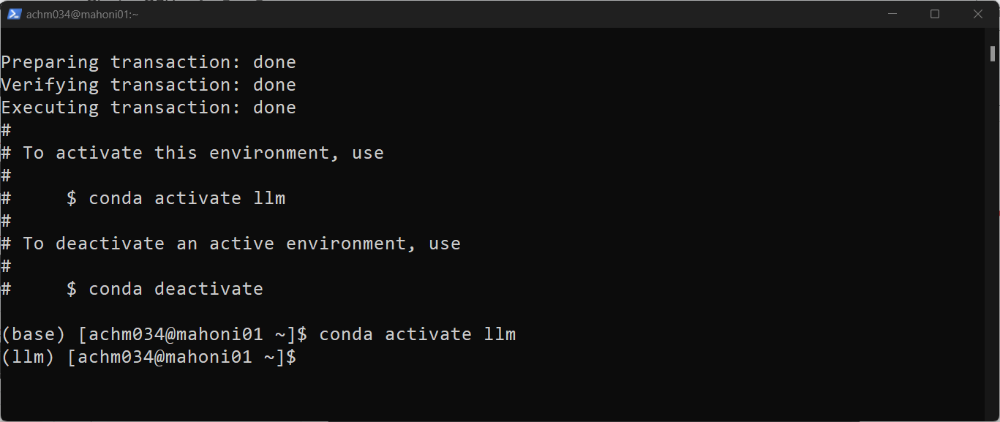 achm034@mahoni01:~
Preparing transaction: done
Verifying transaction: done
Executing transaction: done
#
# To activate this environment, use
#
#     $ conda activate llm
#
# To deactivate an active environment, use
#
#     $ conda deactivate
(base) [achm034@mahoni01 ~]$ conda activate llm
(llm) [achm034@mahoni01 ~]$